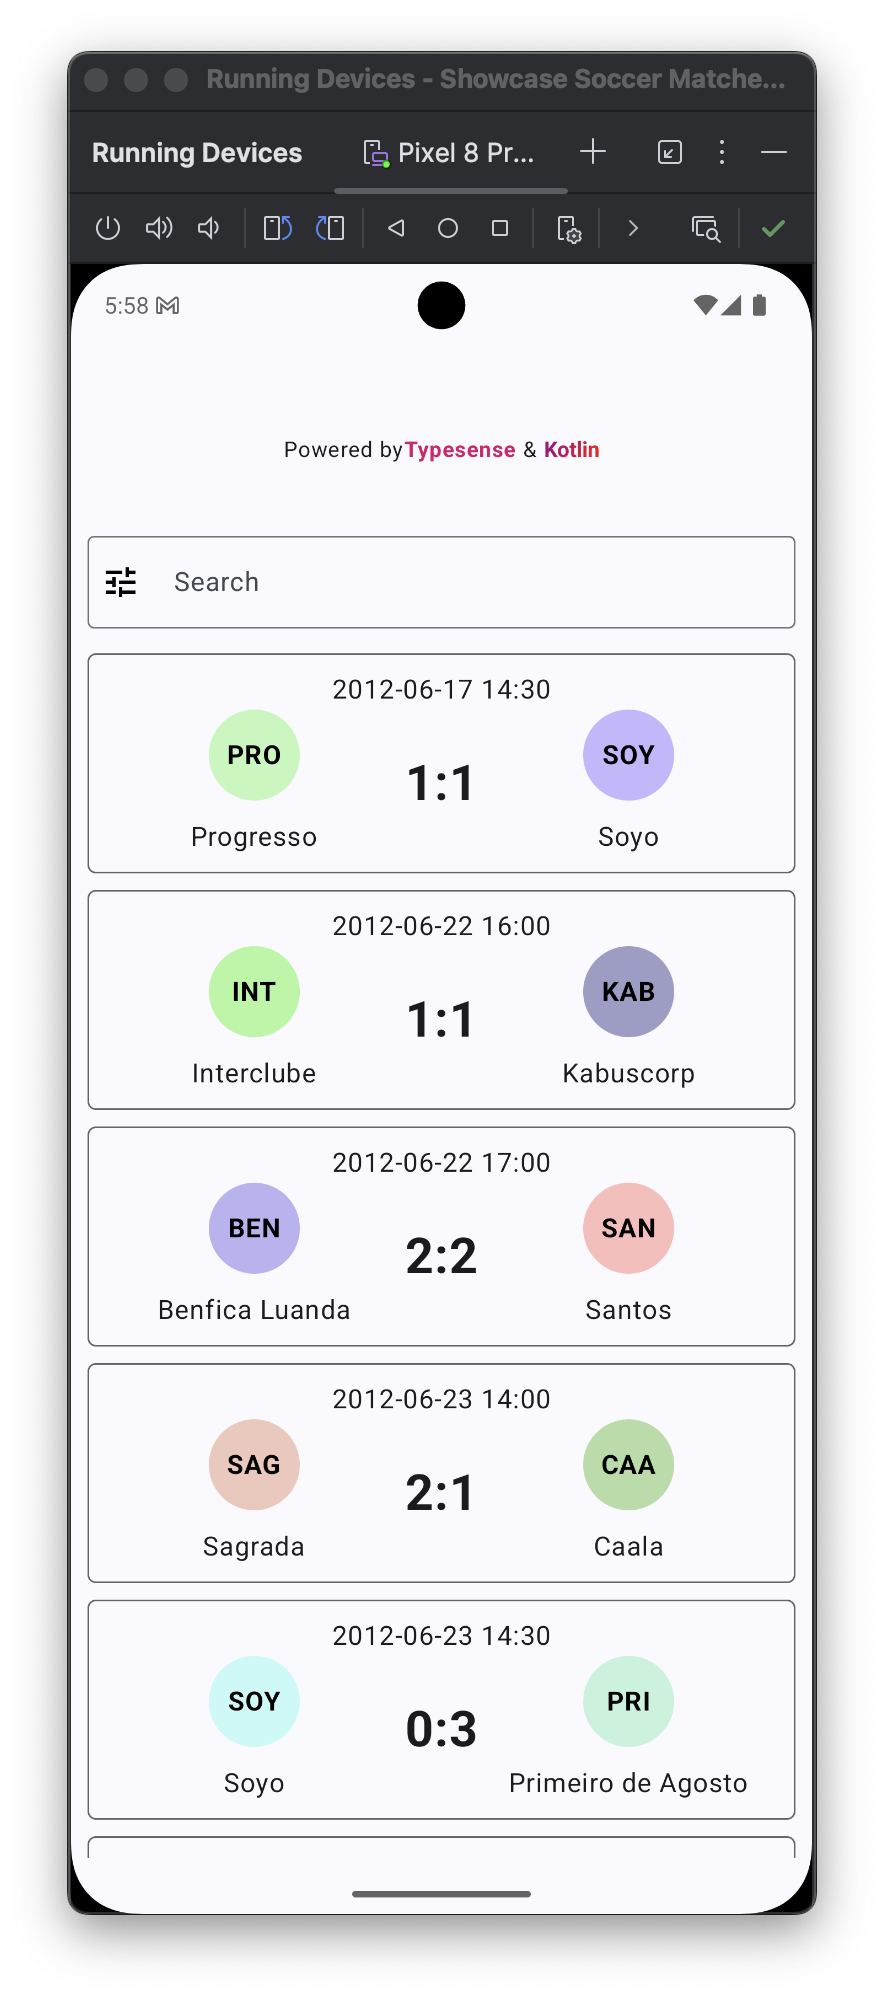 Running Devices - Showcase Soccer Matche...
Running Devices
Pixel 8 Pr...
5:58
Powered by Typesense & Kotlin
Search
2012-06-17 14:30
PRO
SOY
1:1
Progresso
Soyo
2012-06-22 16:00
INT
KAB
1:1
Interclube
Kabuscorp
2012-06-22 17:00
BEN
SAN
2:2
Benfica Luanda
Santos
2012-06-23 14:00
SAG
CAA
2:1
Sagrada
Caala
2012-06-23 14:30
SOY
PRI
0:3
Soyo
Primeiro de Agosto